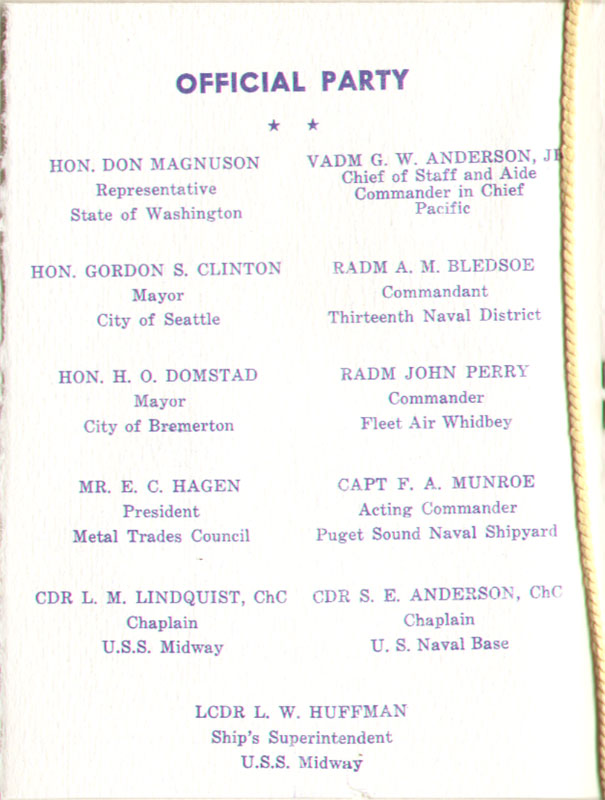 OFFICIAL PARTY
★ ★
HON. DON MAGNUSON
Representative
State of Washington
VADM G. W. ANDERSON, JR
Chief of Staff and Aide
Commander in Chief
Pacific
HON. GORDON S. CLINTON
Mayor
City of Seattle
RADM A. M. BLEDSOE
Commandant
Thirteenth Naval District
HON. H. O. DOMSTAD
Mayor
City of Bremerton
RADM JOHN PERRY
Commander
Fleet Air Whidbey
MR. E. C. HAGEN
President
Metal Trades Council
CAPT F. A. MUNROE
Acting Commander
Puget Sound Naval Shipyard
CDR L. M. LINDQUIST, ChC
Chaplain
U.S.S. Midway
CDR S. E. ANDERSON, ChC
Chaplain
U. S. Naval Base
LCDR L. W. HUFFMAN
Ship's Superintendent
U.S.S. Midway